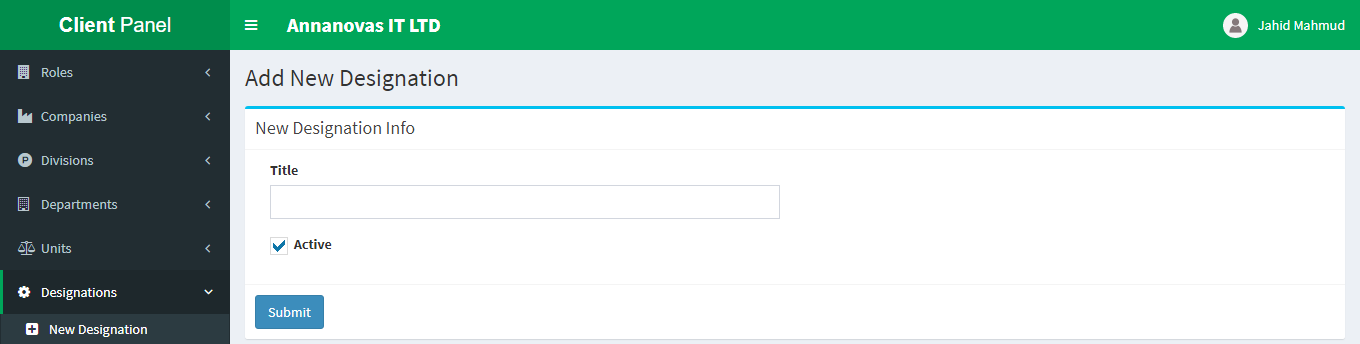 Client Panel
Annanovas IT LTD
Jahid Mahmud
Roles
Companies
Divisions
Departments
Units
Designations
New Designation
Add New Designation
New Designation Info
Title
Active
Submit